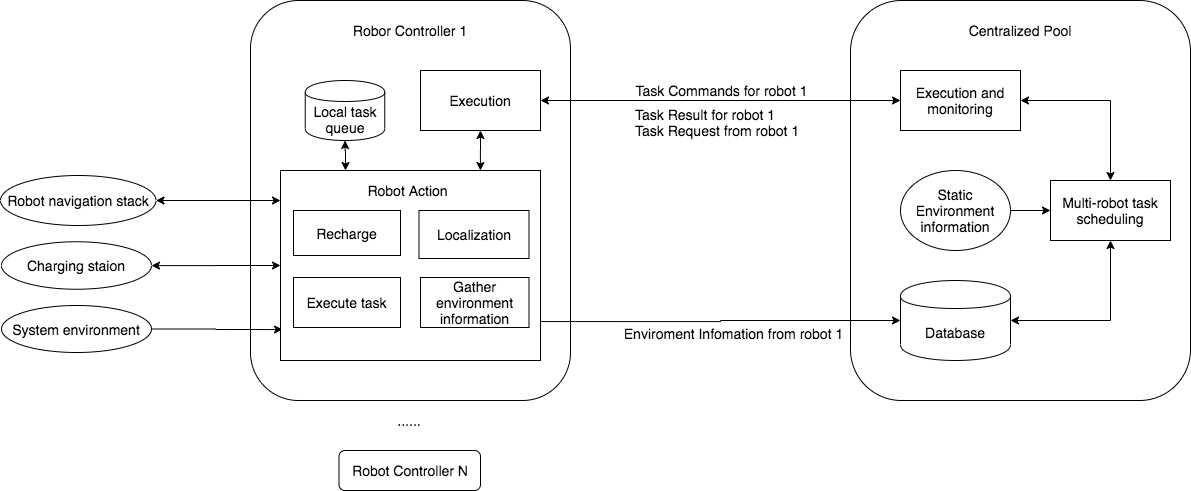 Robor Controller 1
Centralized Pool
Local task
queue
Execution
Task Commands for robot 1
Task Result for robot 1
Task Request from robot 1
Execution and
monitoring
Robot navigation stack
Charging staion
System environment
Robot Action
Recharge
Localization
Execute task
Gather
environment
information
Static
Environment
information
Multi-robot task
scheduling
Enviroment Infomation from robot 1
Database
......
Robot Controller N